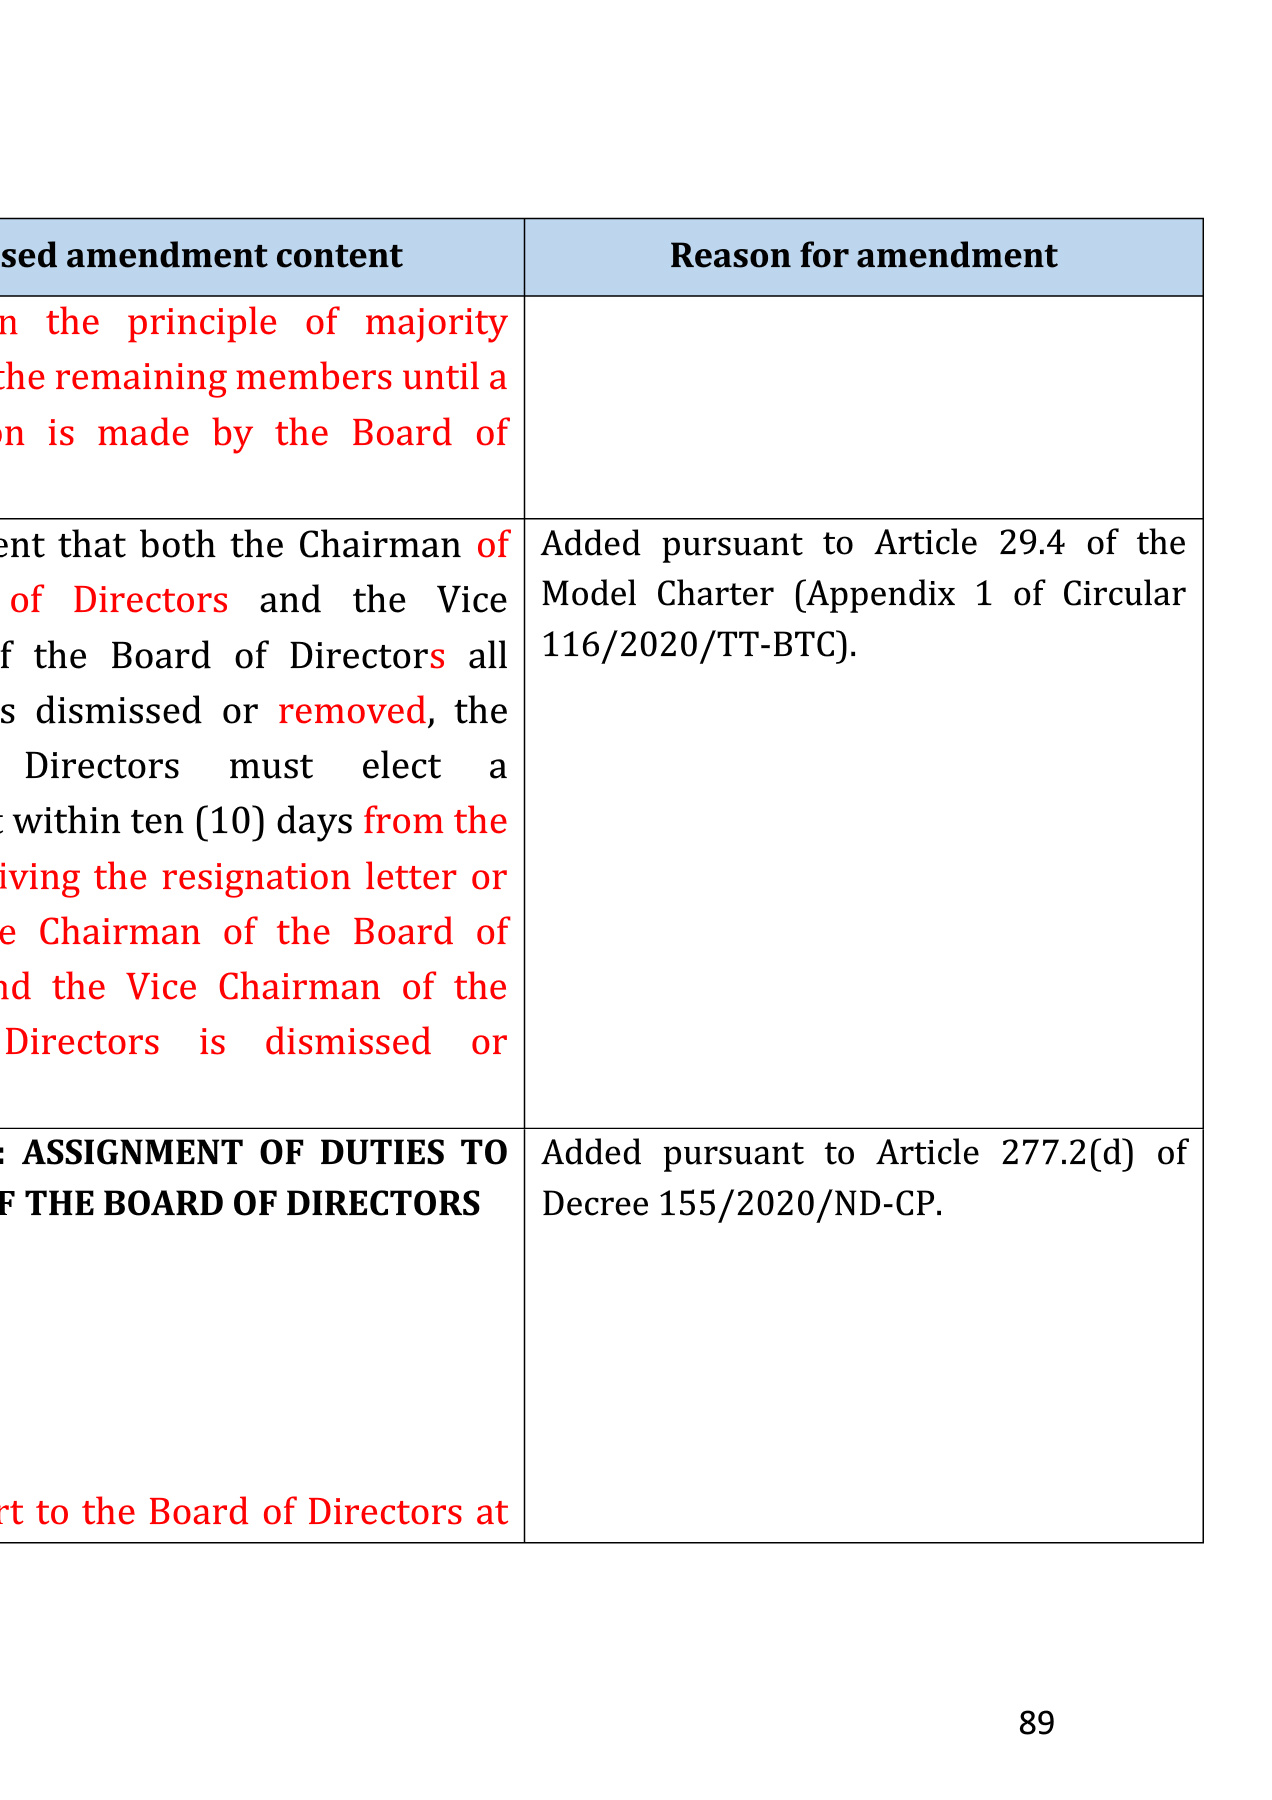 sed amendment content
Reason for amendment
n the principle of majority
the remaining members until a
on is made by the Board of
ent that both the Chairman of
of Directors and the Vice
f the Board of Directors all
s dismissed or removed, the
Directors must elect a
t within ten (10) days from the
iving the resignation letter or
e Chairman of the Board of
nd the Vice Chairman of the
Directors is dismissed or
Added pursuant to Article 29.4 of the
Model Charter (Appendix 1 of Circular
116/2020/TT-BTC).
: ASSIGNMENT OF DUTIES TO
F THE BOARD OF DIRECTORS
rt to the Board of Directors at
Added pursuant to Article 277.2(d) of
Decree 155/2020/ND-CP.
89